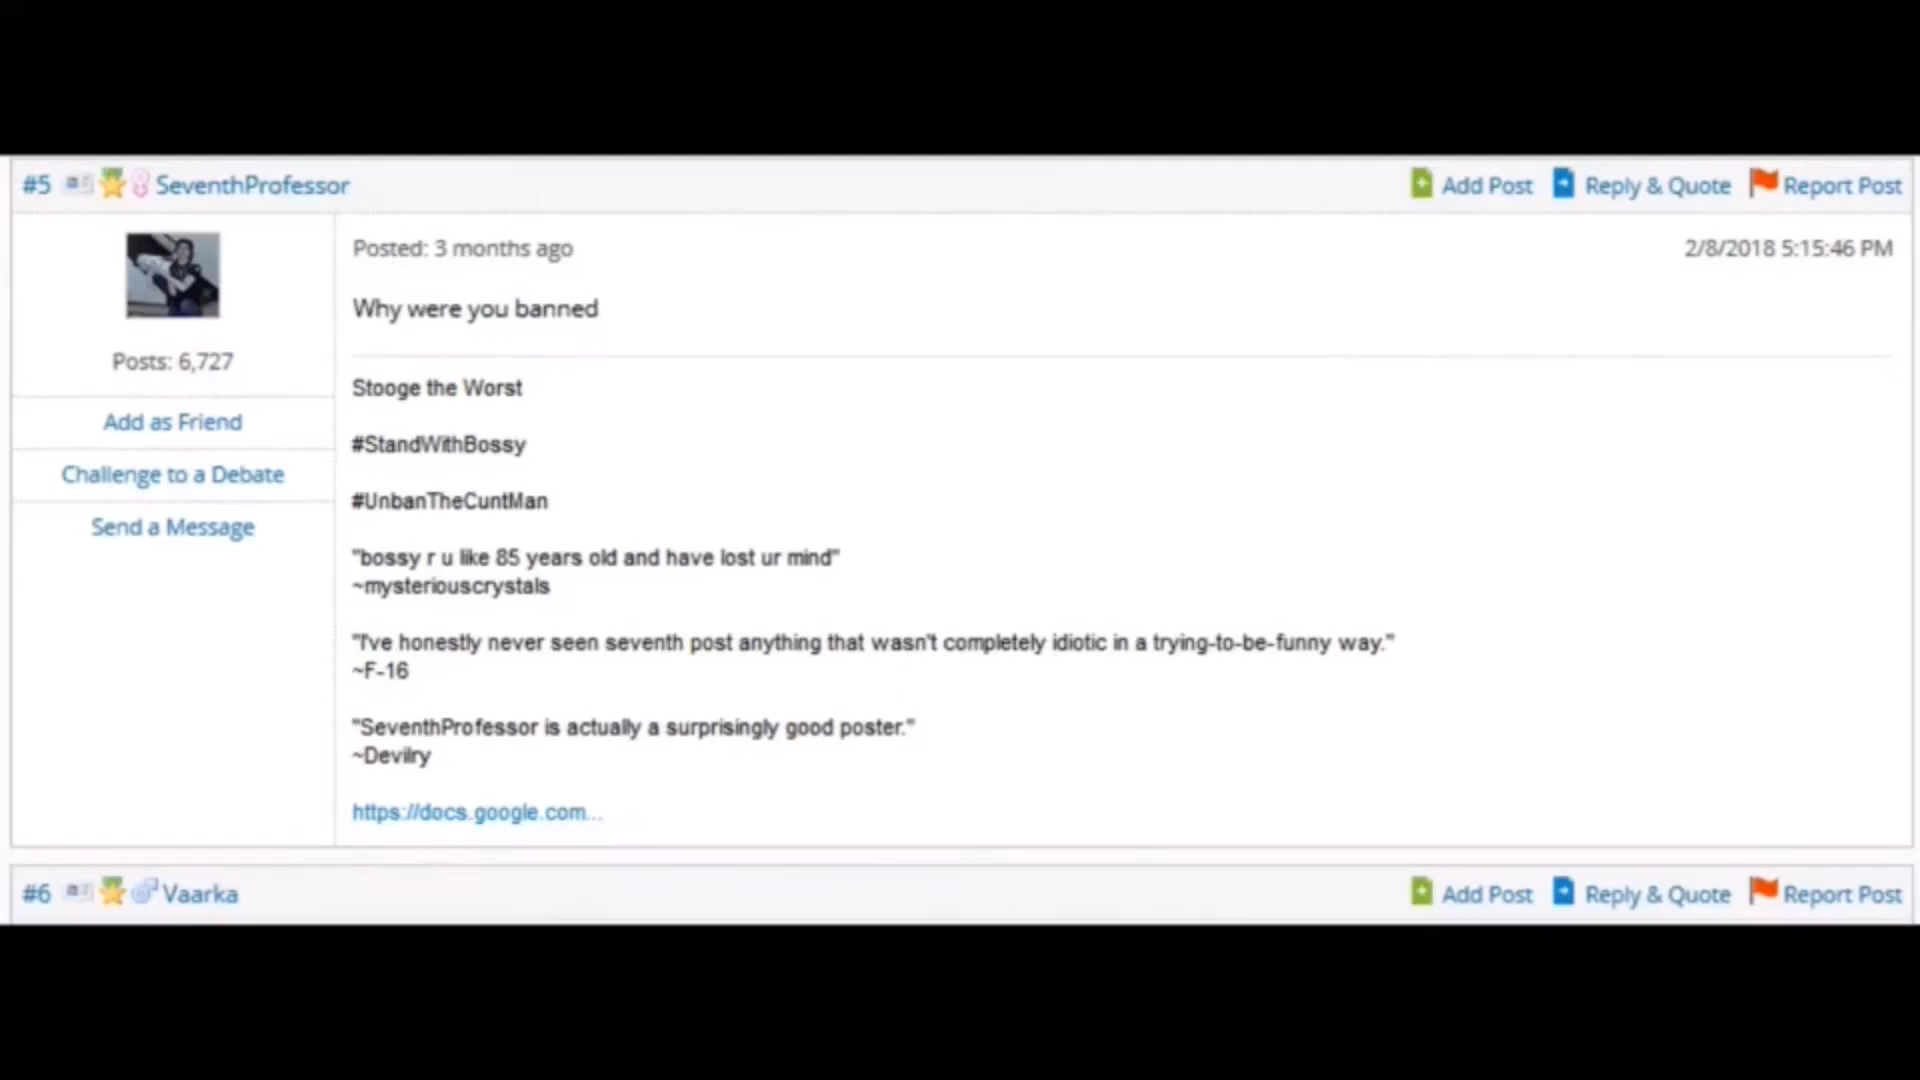 #5 SeventhProfessor Add Post Reply & Quote Report Post
Posted: 3 months ago 2/8/2018 5:15:46 PM
Why were you banned
Posts: 6,727
Add as Friend
Challenge to a Debate
Send a Message
Stooge the Worst
#StandWithBossy
#UnbanTheCuntMan
"bossy r u like 85 years old and have lost ur mind"
~mysteriouscrystals
"I've honestly never seen seventh post anything that wasn't completely idiotic in a trying-to-be-funny way."
~F-16
"SeventhProfessor is actually a surprisingly good poster."
~Devilry
https://docs.google.com...
#6 Vaarka Add Post Reply & Quote Report Post